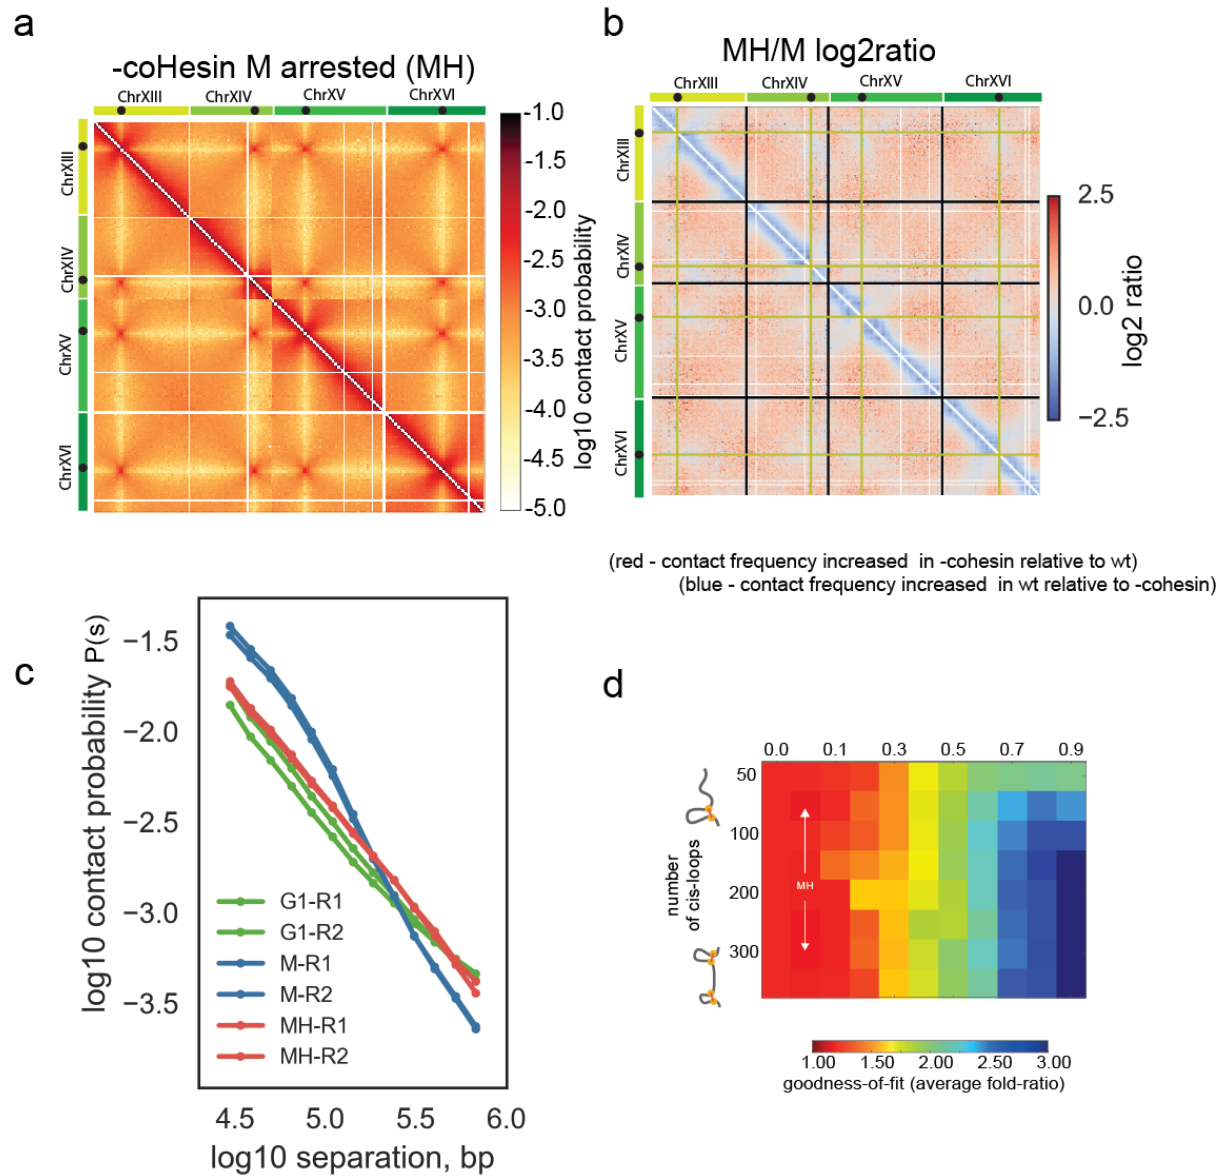 a
-coHesin M arrested (MH)
ChrXIII ChrXIV ChrXV ChrXVI
ChrXIII
ChrXIV
ChrXV
ChrXVI
-1.0
-1.5
-2.0
-2.5
-3.0
-3.5
-4.0
-4.5
-5.0
log10 contact probability
b
MH/M log2ratio
ChrXIII ChrXIV ChrXV ChrXVI
ChrXIII
ChrXIV
ChrXV
ChrXVI
2.5
0.0
−2.5
log2 ratio
(red - contact frequency increased in -cohesin relative to wt)
(blue - contact frequency increased in wt relative to -cohesin)
c
log10 contact probability P(s)
−1.5
−2.0
−2.5
−3.0
−3.5
G1-R1
G1-R2
M-R1
M-R2
MH-R1
MH-R2
4.5 5.0 5.5 6.0
log10 separation, bp
d
0.0 0.1 0.3 0.5 0.7 0.9
50
100
200
300
number
of cis-loops
MH
1.00 1.50 2.00 2.50 3.00
goodness-of-fit (average fold-ratio)